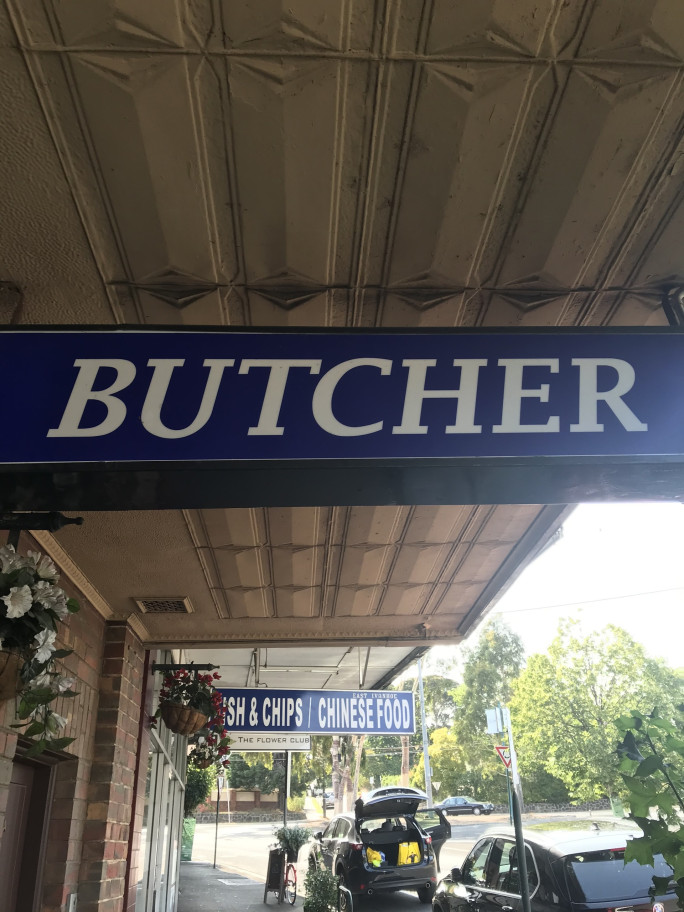 BUTCHER
EAST IVANHOE
SH & CHIPS / CHINESE FOOD
THE FLOWER CLUB